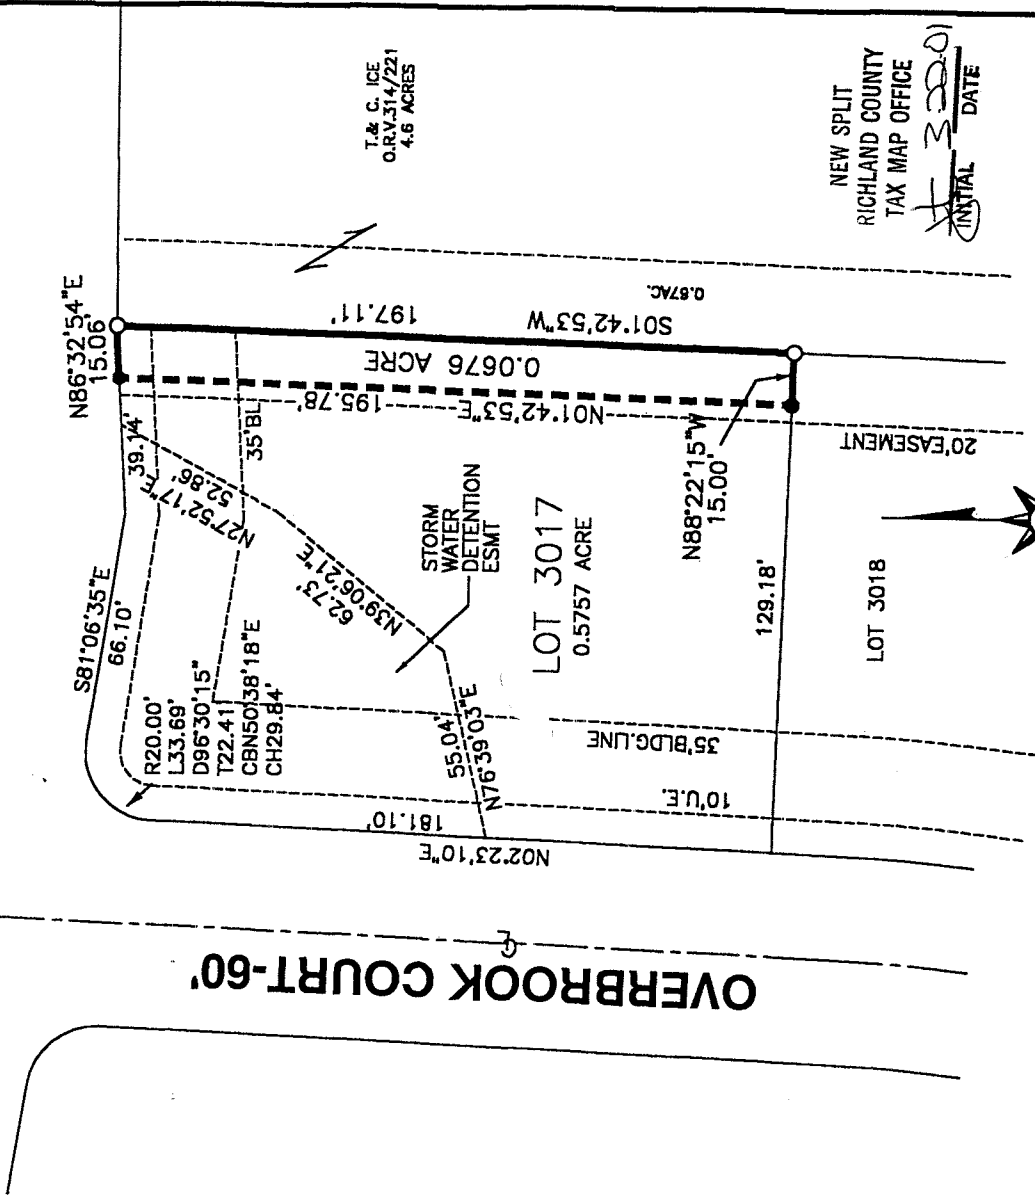 T.& C. ICE
O.R.V.314/221
4.6 ACRES
NEW SPLIT
RICHLAND COUNTY
TAX MAP OFFICE
INITIAL DATE
N86°32'54"E
15.06'
197.11'
S01°42'53"W
0.87AC.
0.0676 ACRE
195.78'
N01°42'53"E
N88°22'15"W
15.00'
20'EASEMENT
39.14'
35'BL
N27°52'17"E
52.86'
S81°06'35"E
66.10'
62.73'
N39°06'21"E
STORM
WATER
DETENTION
ESMT
LOT 3017
0.5757 ACRE
129.18'
LOT 3018
R20.00'
L33.69'
D96°30'15"
T22.41'
CBN50°38'18"E
CH29.84'
55.04'
N76°39'03"E
35'BLDG.LINE
10'U.E.
181.10'
N02°23'10"E
OVERBROOK COURT-60'